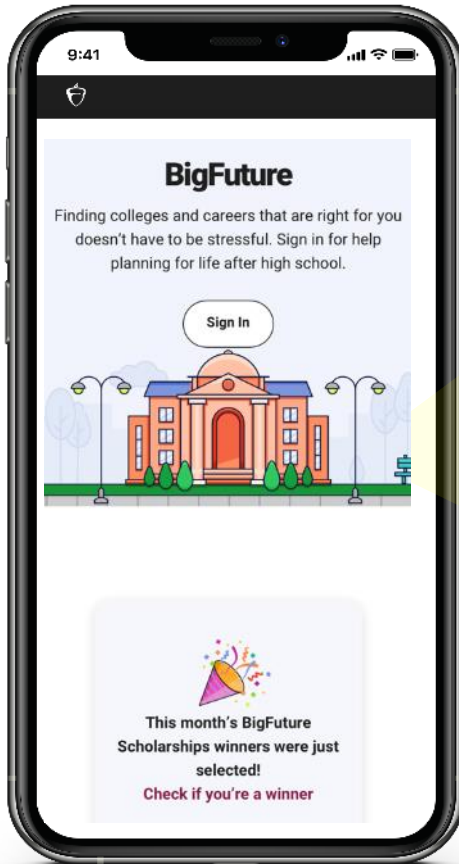 9:41
BigFuture
Finding colleges and careers that are right for you
doesn’t have to be stressful. Sign in for help
planning for life after high school.
Sign In
This month’s BigFuture
Scholarships winners were just
selected!
Check if you’re a winner